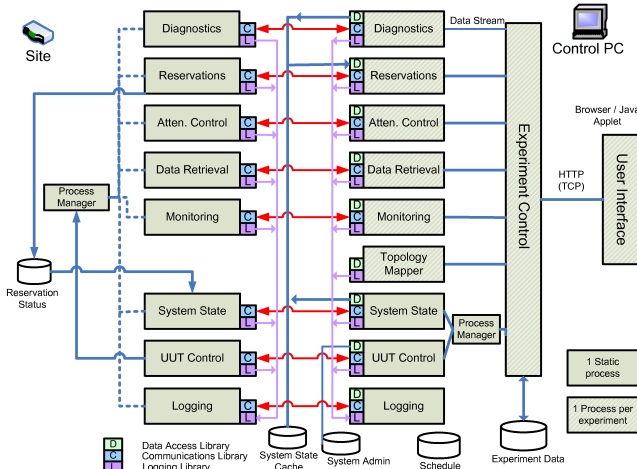 Site
Control PC
Diagnostics
C
L
D
C
L
Diagnostics
Data Stream
Reservations
C
L
D
C
L
Reservations
Atten. Control
C
L
D
C
L
Atten. Control
Browser / Java
Applet
Data Retrieval
C
L
D
C
L
Data Retrieval
Experiment Control
HTTP
(TCP)
User Interface
Process
Manager
Monitoring
C
L
D
C
L
Monitoring
D
L
Topology
Mapper
Reservation
Status
System State
C
L
D
C
L
System State
Process
Manager
UUT Control
C
L
D
C
L
UUT Control
1 Static
process
Logging
C
L
D
C
L
Logging
1 Process per
experiment
D
Data Access Library
C
Communications Library
L
Logging Library
System State
Cache
System Admin
Schedule
Experiment Data